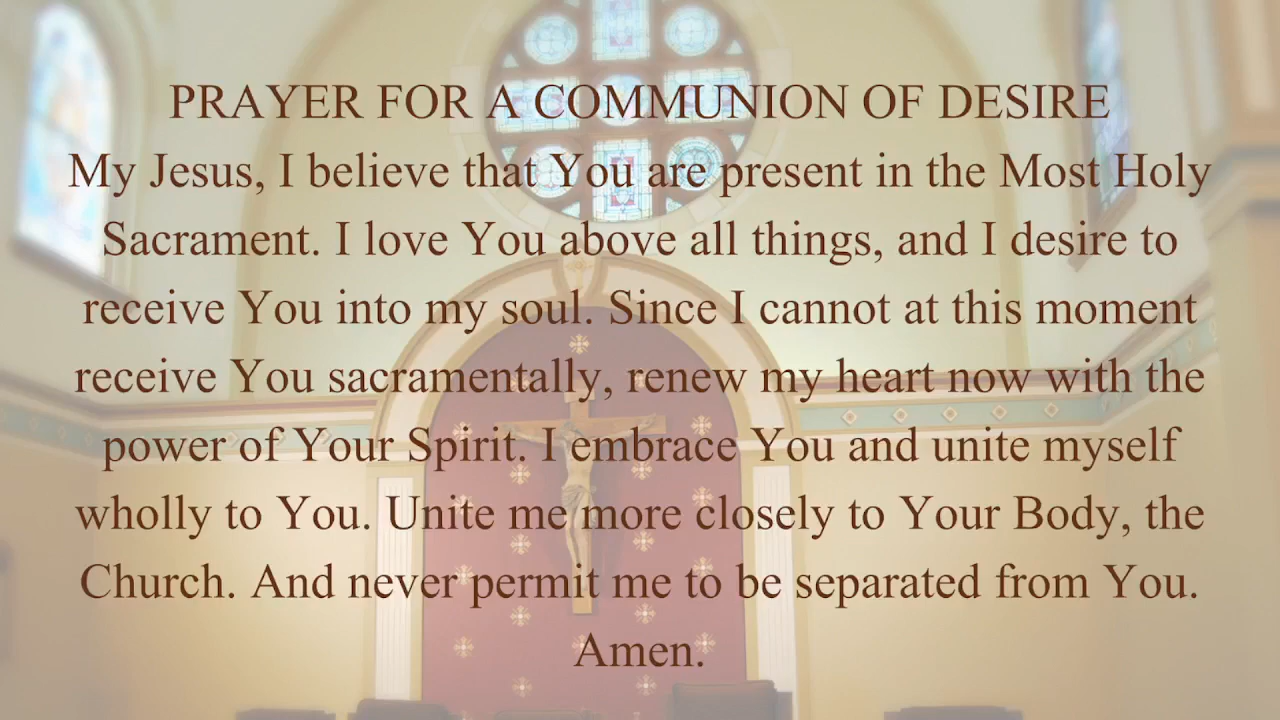 PRAYER FOR A COMMUNION OF DESIRE
My Jesus, I believe that You are present in the Most Holy
Sacrament. I love You above all things, and I desire to
receive You into my soul. Since I cannot at this moment
receive You sacramentally, renew my heart now with the
power of Your Spirit. I embrace You and unite myself
wholly to You. Unite me more closely to Your Body, the
Church. And never permit me to be separated from You.
Amen.